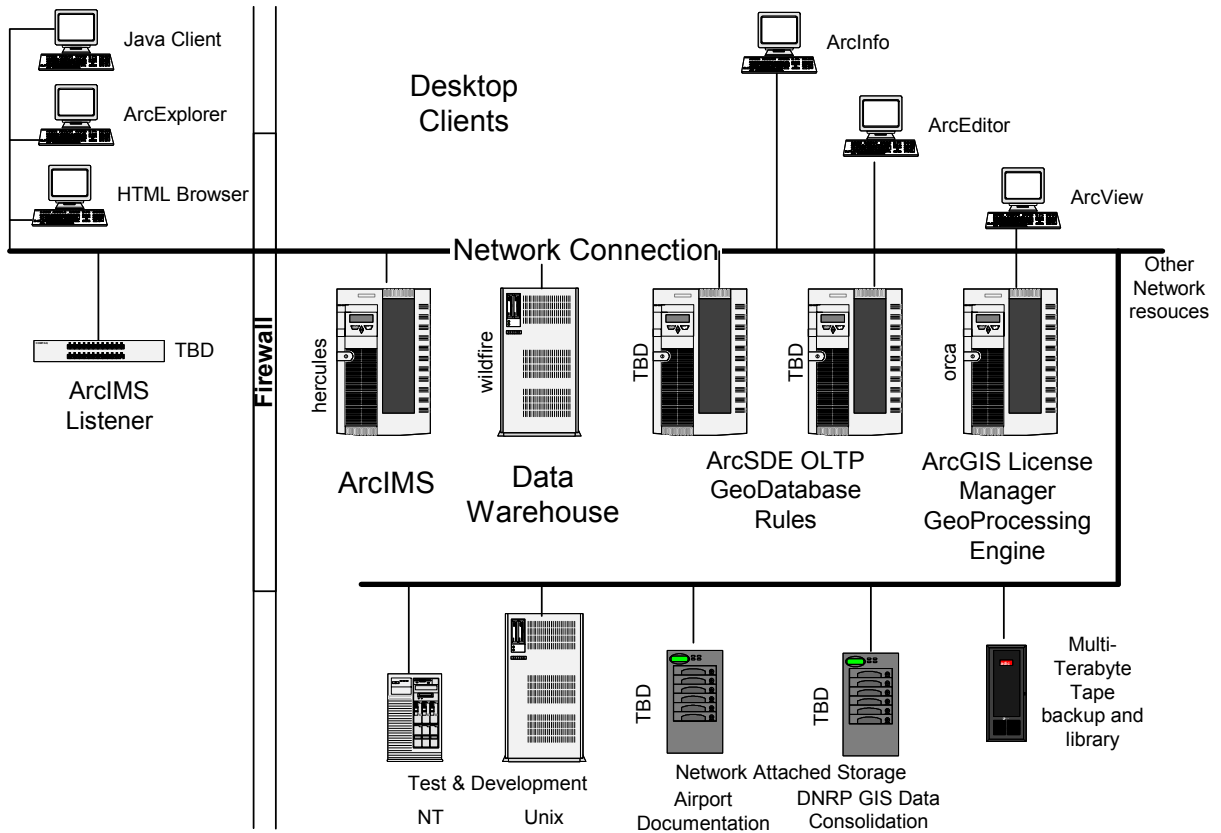 Java Client
ArcExplorer
HTML Browser
Desktop
Clients
ArcInfo
ArcEditor
ArcView
Network Connection
Other
Network
resouces
TBD
ArcIMS
Listener
Firewall
hercules
ArcIMS
wildfire
Data
Warehouse
TBD
TBD
ArcSDE OLTP
GeoDatabase
Rules
orca
ArcGIS License
Manager
GeoProcessing
Engine
Test & Development
NT
Unix
TBD
TBD
Network Attached Storage
Airport
Documentation
DNRP GIS Data
Consolidation
Multi-
Terabyte
Tape
backup and
library